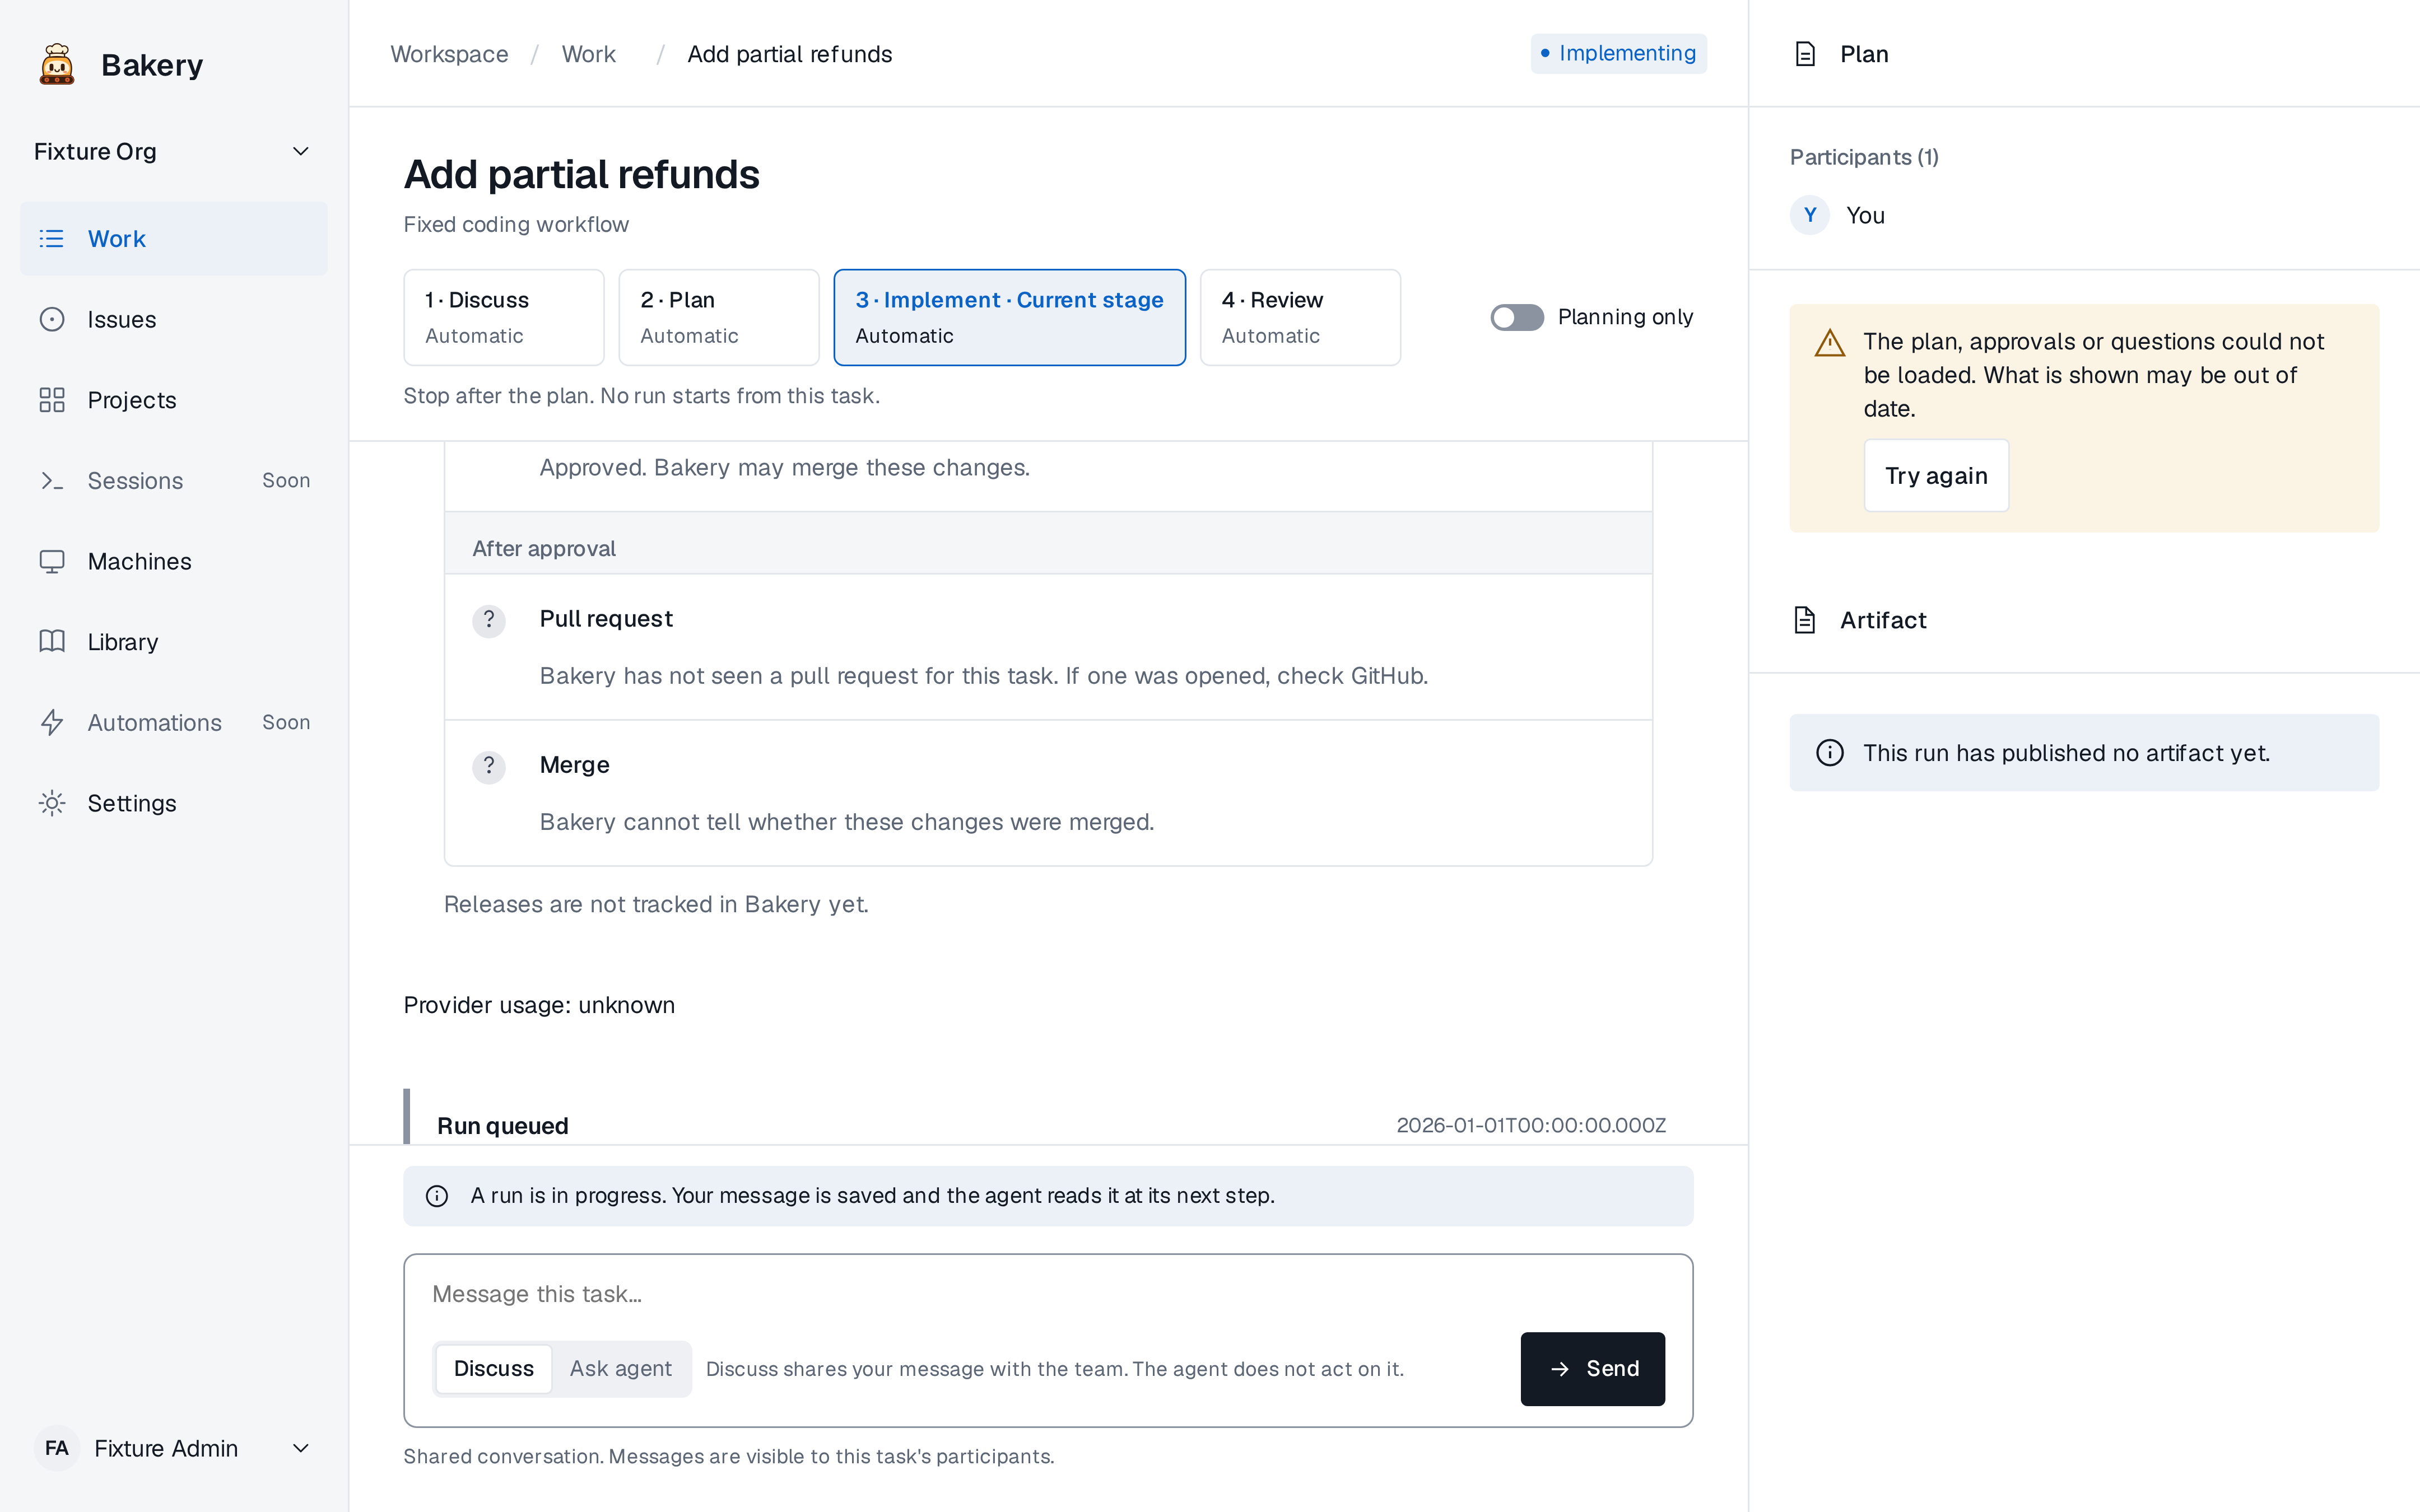 Bakery
Fixture Org
Work
Issues
Projects
Sessions Soon
Machines
Library
Automations Soon
Settings
FA Fixture Admin
Workspace / Work / Add partial refunds
Implementing
Add partial refunds
Fixed coding workflow
1 · Discuss
Automatic
2 · Plan
Automatic
3 · Implement · Current stage
Automatic
4 · Review
Automatic
Planning only
Stop after the plan. No run starts from this task.
Approved. Bakery may merge these changes.
After approval
? Pull request
Bakery has not seen a pull request for this task. If one was opened, check GitHub.
? Merge
Bakery cannot tell whether these changes were merged.
Releases are not tracked in Bakery yet.
Provider usage: unknown
Run queued 2026-01-01T00:00:00.000Z
A run is in progress. Your message is saved and the agent reads it at its next step.
Message this task...
Discuss Ask agent Discuss shares your message with the team. The agent does not act on it. Send
Shared conversation. Messages are visible to this task's participants.
Plan
Participants (1)
Y You
The plan, approvals or questions could not
be loaded. What is shown may be out of
date.
Try again
Artifact
This run has published no artifact yet.